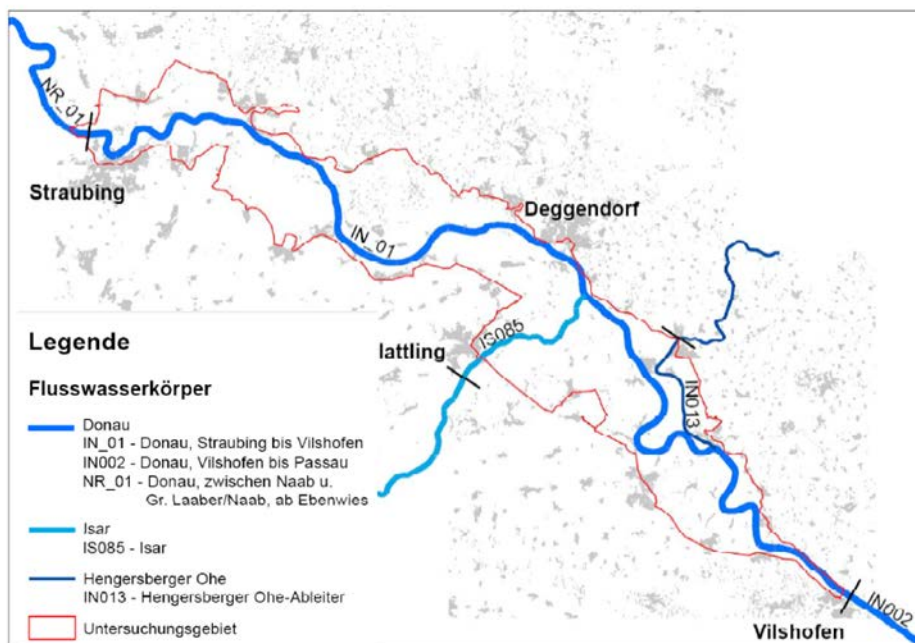 NR_01
Straubing
IN_01
Deggendorf
IS085
lattling
IN013
Vilshofen
IN002
Legende
Flusswasserkörper
Donau
IN_01 - Donau, Straubing bis Vilshofen
IN002 - Donau, Vilshofen bis Passau
NR_01 - Donau, zwischen Naab u.
Gr. Laaber/Naab, ab Ebenwies
Isar
IS085 - Isar
Hengersberger Ohe
IN013 - Hengersberger Ohe-Ableiter
Untersuchungsgebiet